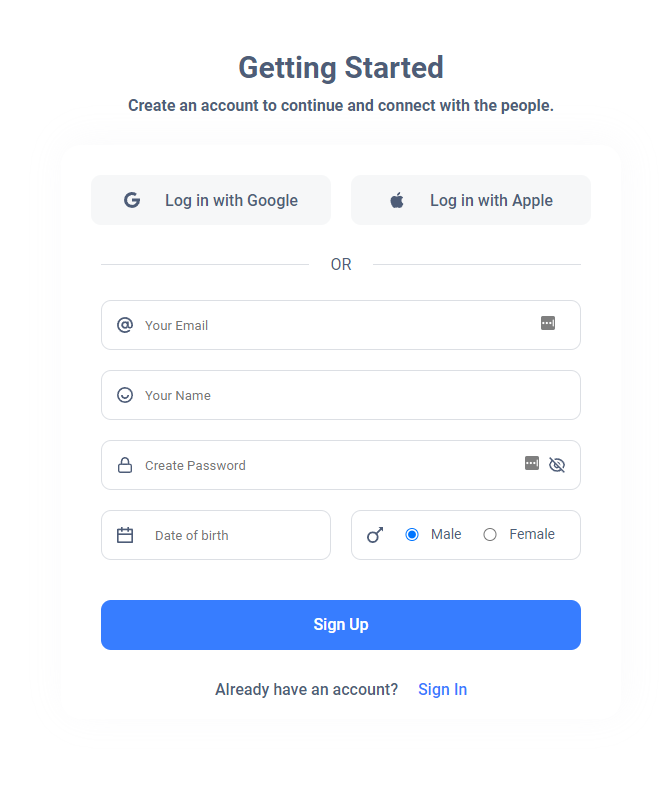 Getting Started
Create an account to continue and connect with the people.
Log in with Google
Log in with Apple
OR
Your Email
Your Name
Create Password
Date of birth
Male
Female
Sign Up
Already have an account? Sign In